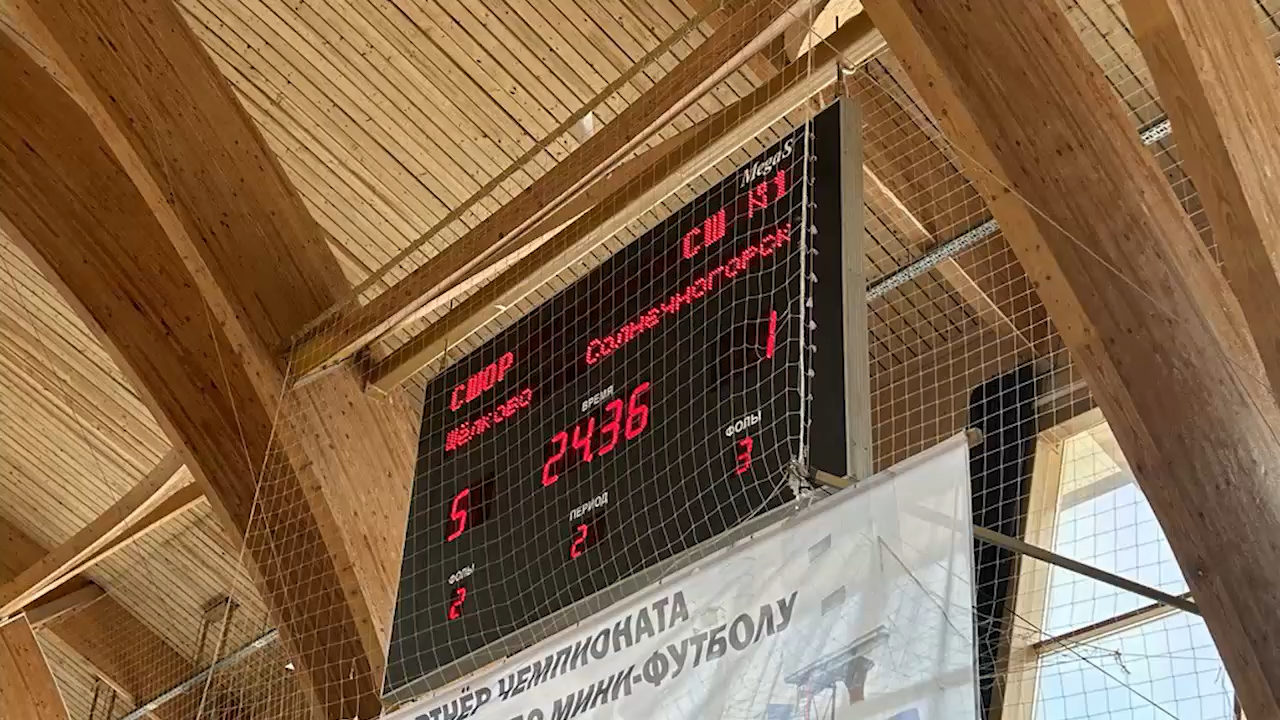 MegaS
СШОР
СШ №1
Щёлково
Солнечногорск
ВРЕМЯ
5
24.36
1
ПЕРИОД
2
ФОЛЫ
2
ФОЛЫ
3
ЧЕМПИОНАТА
МИНИ-ФУТБОЛУ